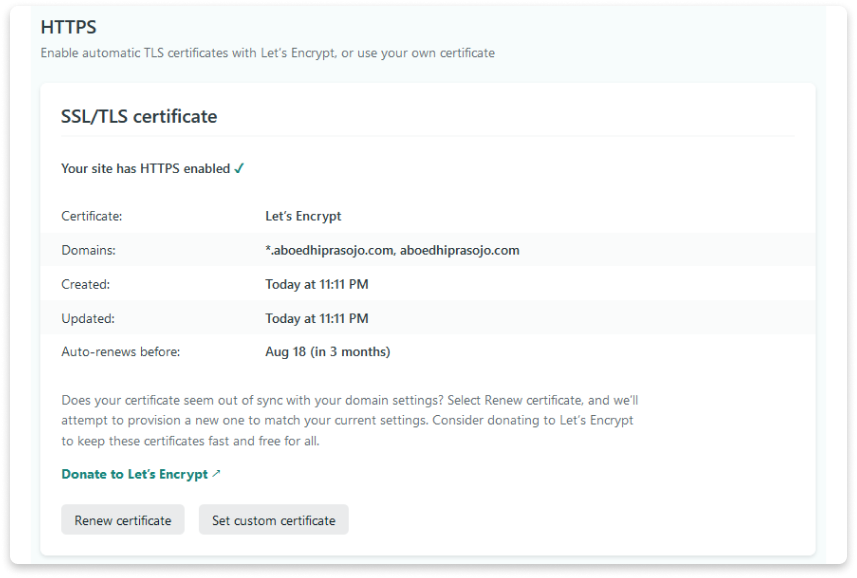 HTTPS
Enable automatic TLS certificates with Let's Encrypt, or use your own certificate
SSL/TLS certificate
Your site has HTTPS enabled ✓
Certificate: Let's Encrypt
Domains: *.aboedhiprasojo.com, aboedhiprasojo.com
Created: Today at 11:11 PM
Updated: Today at 11:11 PM
Auto-renews before: Aug 18 (in 3 months)
Does your certificate seem out of sync with your domain settings? Select Renew certificate, and we'll
attempt to provision a new one to match your current settings. Consider donating to Let's Encrypt
to keep these certificates fast and free for all.
Donate to Let's Encrypt ↗
Renew certificate Set custom certificate